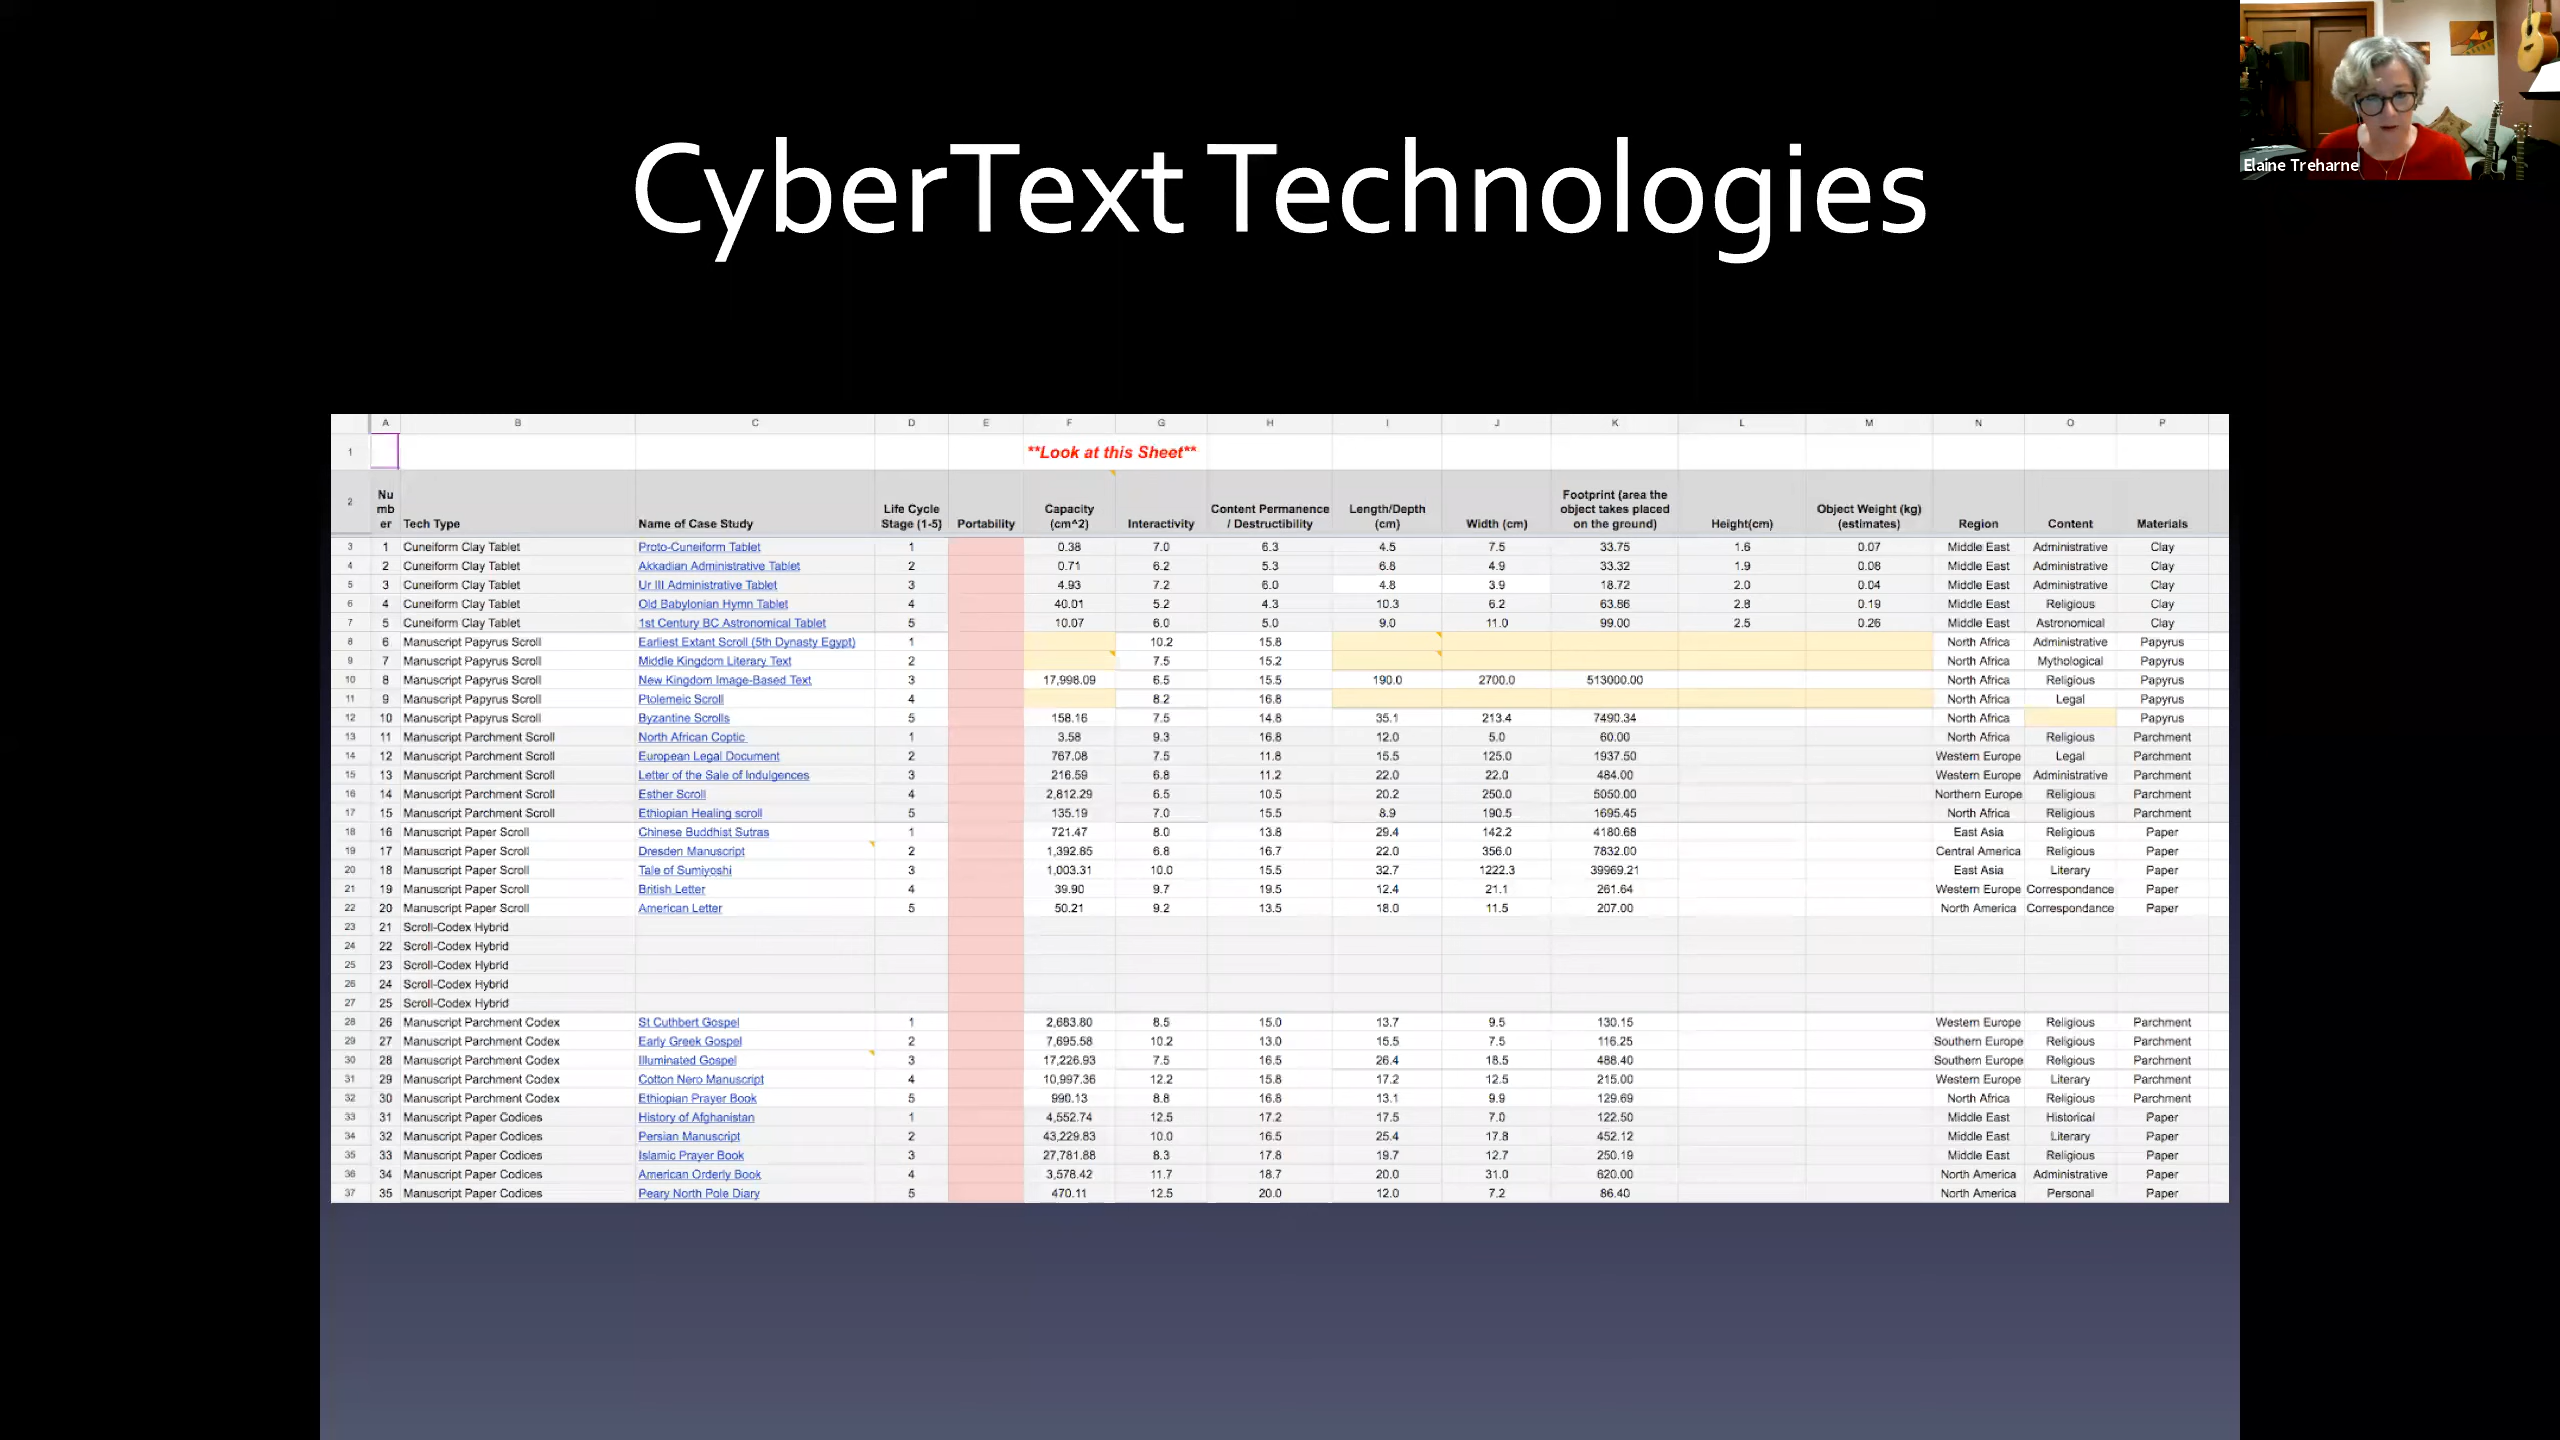 CyberText Technologies
Elaine Treharne
A B C D E F G H I J K L M N O P
1 **Look at this Sheet**
2 Number Tech Type Name of Case Study Life Cycle Stage (1-5) Portability Capacity (cm^2) Interactivity Content Permanence / Destructibility Length/Depth (cm) Width (cm) Footprint (area the object takes placed on the ground) Height(cm) Object Weight (kg) (estimates) Region Content Materials
3 1 Cuneiform Clay Tablet Proto-Cuneiform Tablet 1 0.38 7.0 6.3 4.5 7.5 33.75 1.6 0.07 Middle East Administrative Clay
4 2 Cuneiform Clay Tablet Akkadian Administrative Tablet 2 0.71 6.2 5.3 6.8 4.9 33.32 1.9 0.08 Middle East Administrative Clay
5 3 Cuneiform Clay Tablet Ur III Administrative Tablet 3 4.93 7.2 6.0 4.8 3.9 18.72 2.0 0.04 Middle East Administrative Clay
6 4 Cuneiform Clay Tablet Old Babylonian Hymn Tablet 4 40.01 5.2 4.3 10.3 6.2 63.86 2.8 0.19 Middle East Religious Clay
7 5 Cuneiform Clay Tablet 1st Century BC Astronomical Tablet 5 10.07 6.0 5.0 9.0 11.0 99.00 2.5 0.26 Middle East Astronomical Clay
8 6 Manuscript Papyrus Scroll Earliest Extant Scroll (5th Dynasty Egypt) 1 10.2 15.8 North Africa Administrative Papyrus
9 7 Manuscript Papyrus Scroll Middle Kingdom Literary Text 2 7.5 15.2 North Africa Mythological Papyrus
10 8 Manuscript Papyrus Scroll New Kingdom Image-Based Text 3 17,998.09 6.5 15.5 190.0 2700.0 513000.00 North Africa Religious Papyrus
11 9 Manuscript Papyrus Scroll Ptolemeic Scroll 4 8.2 16.8 North Africa Legal Papyrus
12 10 Manuscript Papyrus Scroll Byzantine Scrolls 5 158.16 7.5 14.8 35.1 213.4 7490.34 North Africa Papyrus
13 11 Manuscript Parchment Scroll North African Coptic 1 3.58 9.3 16.8 12.0 5.0 60.00 North Africa Religious Parchment
14 12 Manuscript Parchment Scroll European Legal Document 2 767.08 7.5 11.8 15.5 125.0 1937.50 Western Europe Legal Parchment
15 13 Manuscript Parchment Scroll Letter of the Sale of Indulgences 3 216.59 6.8 11.2 22.0 22.0 484.00 Western Europe Administrative Parchment
16 14 Manuscript Parchment Scroll Esther Scroll 4 2,812.29 6.5 10.5 20.2 250.0 5050.00 Northern Europe Religious Parchment
17 15 Manuscript Parchment Scroll Ethiopian Healing scroll 5 135.19 7.0 15.5 8.9 190.5 1695.45 North Africa Religious Parchment
18 16 Manuscript Paper Scroll Chinese Buddhist Sutras 1 721.47 8.0 13.8 29.4 142.2 4180.68 East Asia Religious Paper
19 17 Manuscript Paper Scroll Dresden Manuscript 2 1,392.85 6.8 16.7 22.0 356.0 7832.00 Central America Religious Paper
20 18 Manuscript Paper Scroll Tale of Sumiyoshi 3 1,003.31 10.0 15.5 32.7 1222.3 39969.21 East Asia Literary Paper
21 19 Manuscript Paper Scroll British Letter 4 39.90 9.7 19.5 12.4 21.1 261.64 Western Europe Correspondance Paper
22 20 Manuscript Paper Scroll American Letter 5 50.21 9.2 13.5 18.0 11.5 207.00 North America Correspondance Paper
23 21 Scroll-Codex Hybrid
24 22 Scroll-Codex Hybrid
25 23 Scroll-Codex Hybrid
26 24 Scroll-Codex Hybrid
27 25 Scroll-Codex Hybrid
28 26 Manuscript Parchment Codex St Cuthbert Gospel 1 2,683.80 8.5 15.0 13.7 9.5 130.15 Western Europe Religious Parchment
29 27 Manuscript Parchment Codex Early Greek Gospel 2 7,695.58 10.2 13.0 15.5 7.5 116.25 Southern Europe Religious Parchment
30 28 Manuscript Parchment Codex Illuminated Gospel 3 17,226.93 7.5 16.5 26.4 18.5 488.40 Southern Europe Religious Parchment
31 29 Manuscript Parchment Codex Cotton Nero Manuscript 4 10,997.36 12.2 15.8 17.2 12.5 215.00 Western Europe Literary Parchment
32 30 Manuscript Parchment Codex Ethiopian Prayer Book 5 990.13 8.8 16.8 13.1 9.9 129.69 North Africa Religious Parchment
33 31 Manuscript Paper Codices History of Afghanistan 1 4,552.74 12.5 17.2 17.5 7.0 122.50 Middle East Historical Paper
34 32 Manuscript Paper Codices Persian Manuscript 2 43,229.83 10.0 16.5 25.4 17.8 452.12 Middle East Literary Paper
35 33 Manuscript Paper Codices Islamic Prayer Book 3 27,781.88 8.3 17.8 19.7 12.7 250.19 Middle East Religious Paper
36 34 Manuscript Paper Codices American Orderly Book 4 3,578.42 11.7 18.7 20.0 31.0 620.00 North America Administrative Paper
37 35 Manuscript Paper Codices Peary North Pole Diary 5 470.11 12.5 20.0 12.0 7.2 86.40 North America Personal Paper